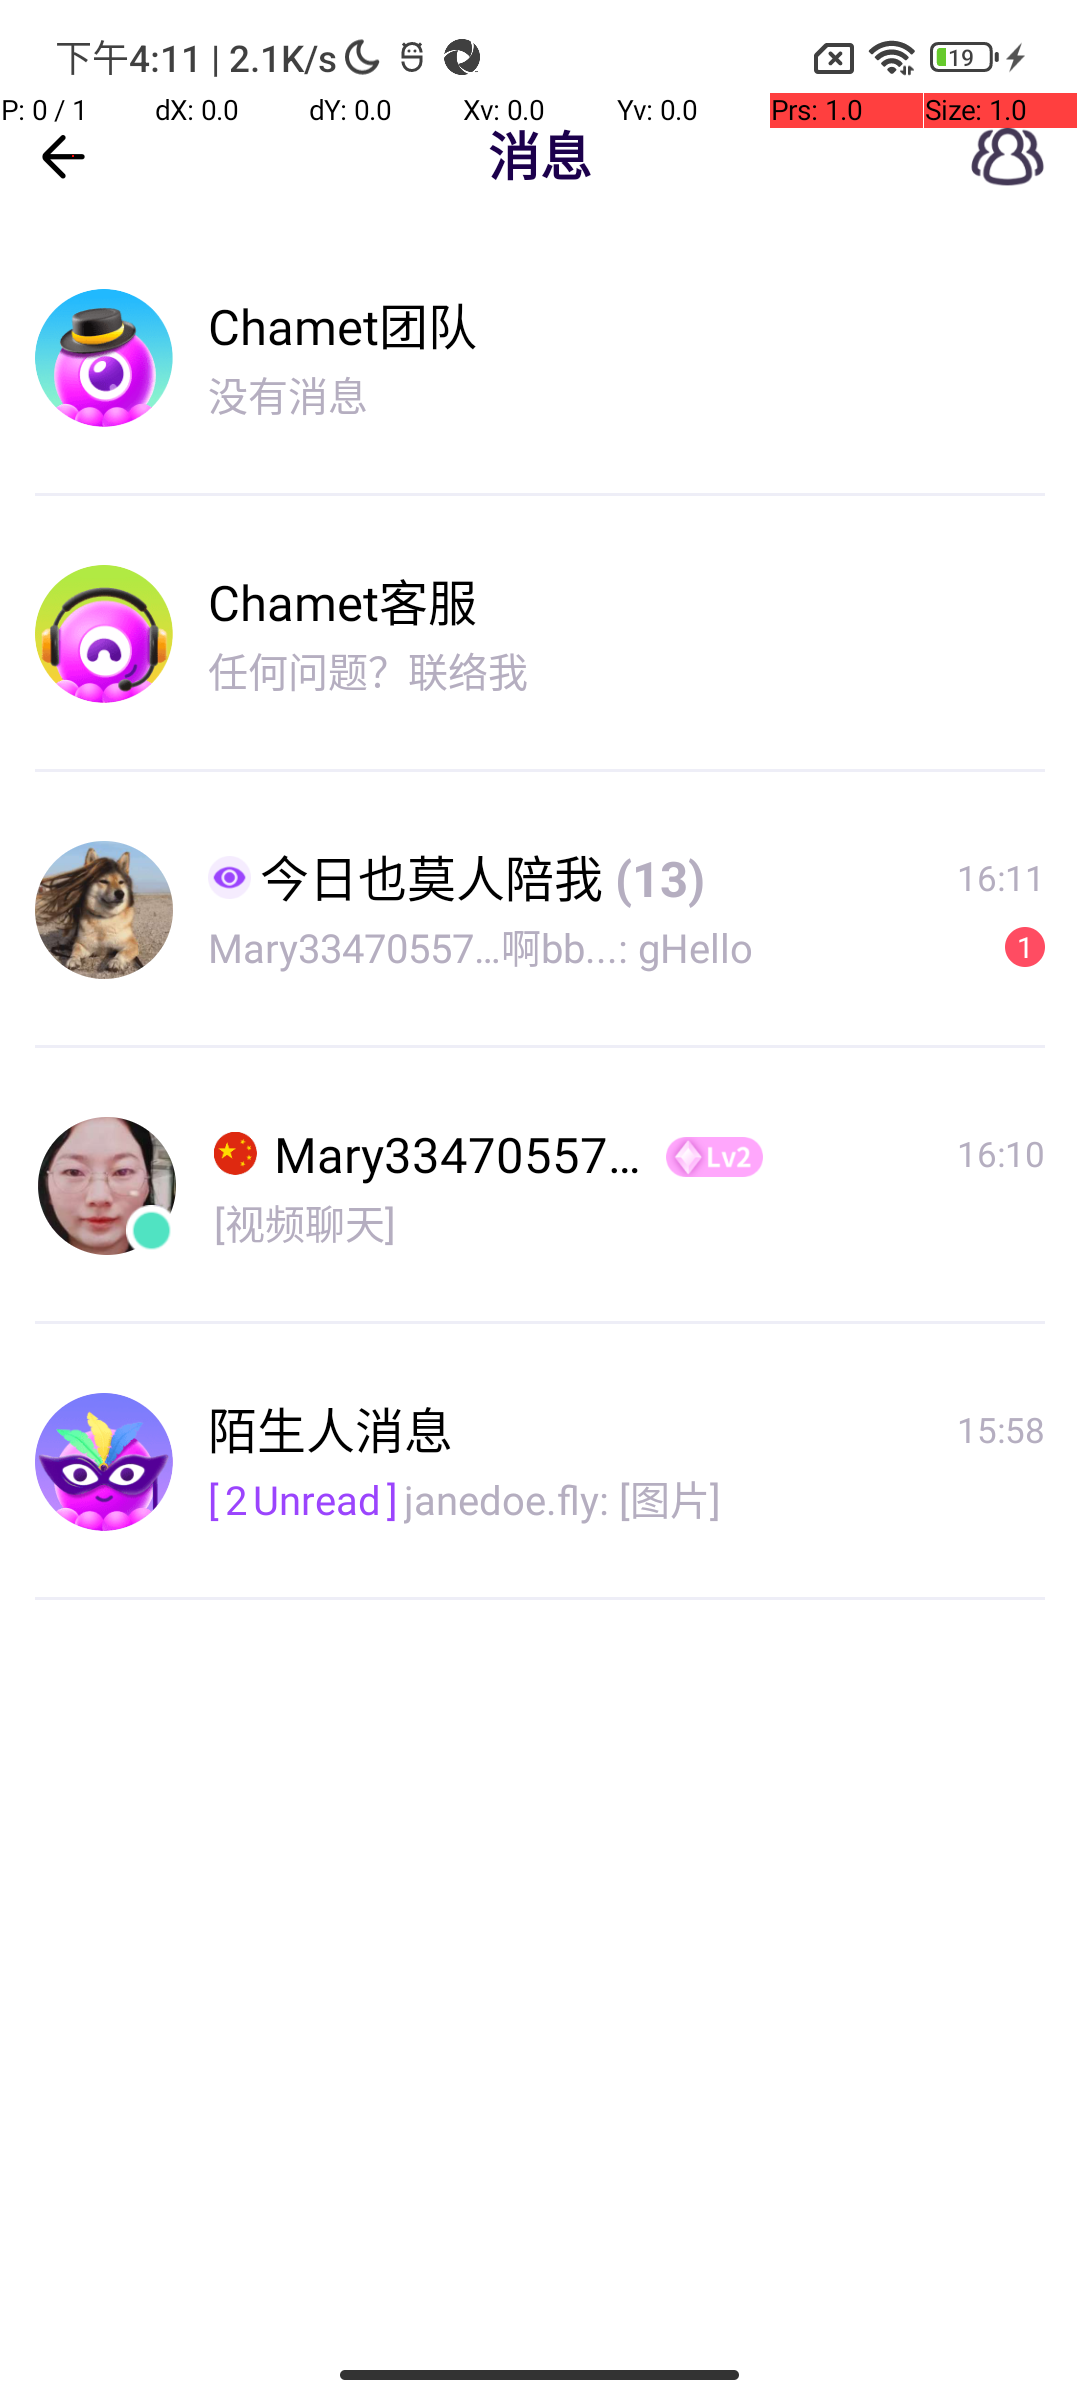 下午4:11 | 2.1K/s
19
P: 0 / 1 dX: 0.0 dY: 0.0 Xv: 0.0 Yv: 0.0 Prs: 1.0 Size: 1.0
消息
Chamet团队
没有消息
Chamet客服
任何问题？联络我
今日也莫人陪我 (13) 16:11
Mary33470557...啊bb...: gHello 1
Mary33470557... Lv2 16:10
[视频聊天]
陌生人消息 15:58
[2 Unread] janedoe.fly: [图片]